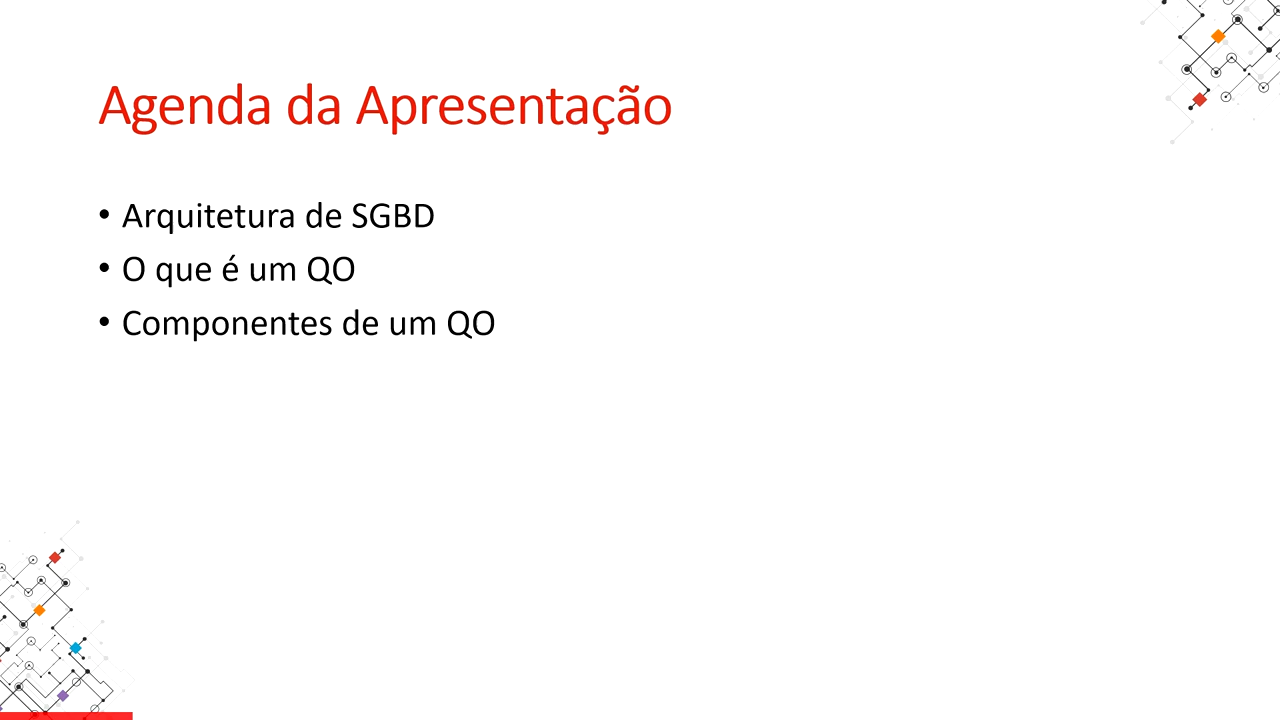 Agenda da Apresentação
• Arquitetura de SGBD
• O que é um QO
• Componentes de um QO